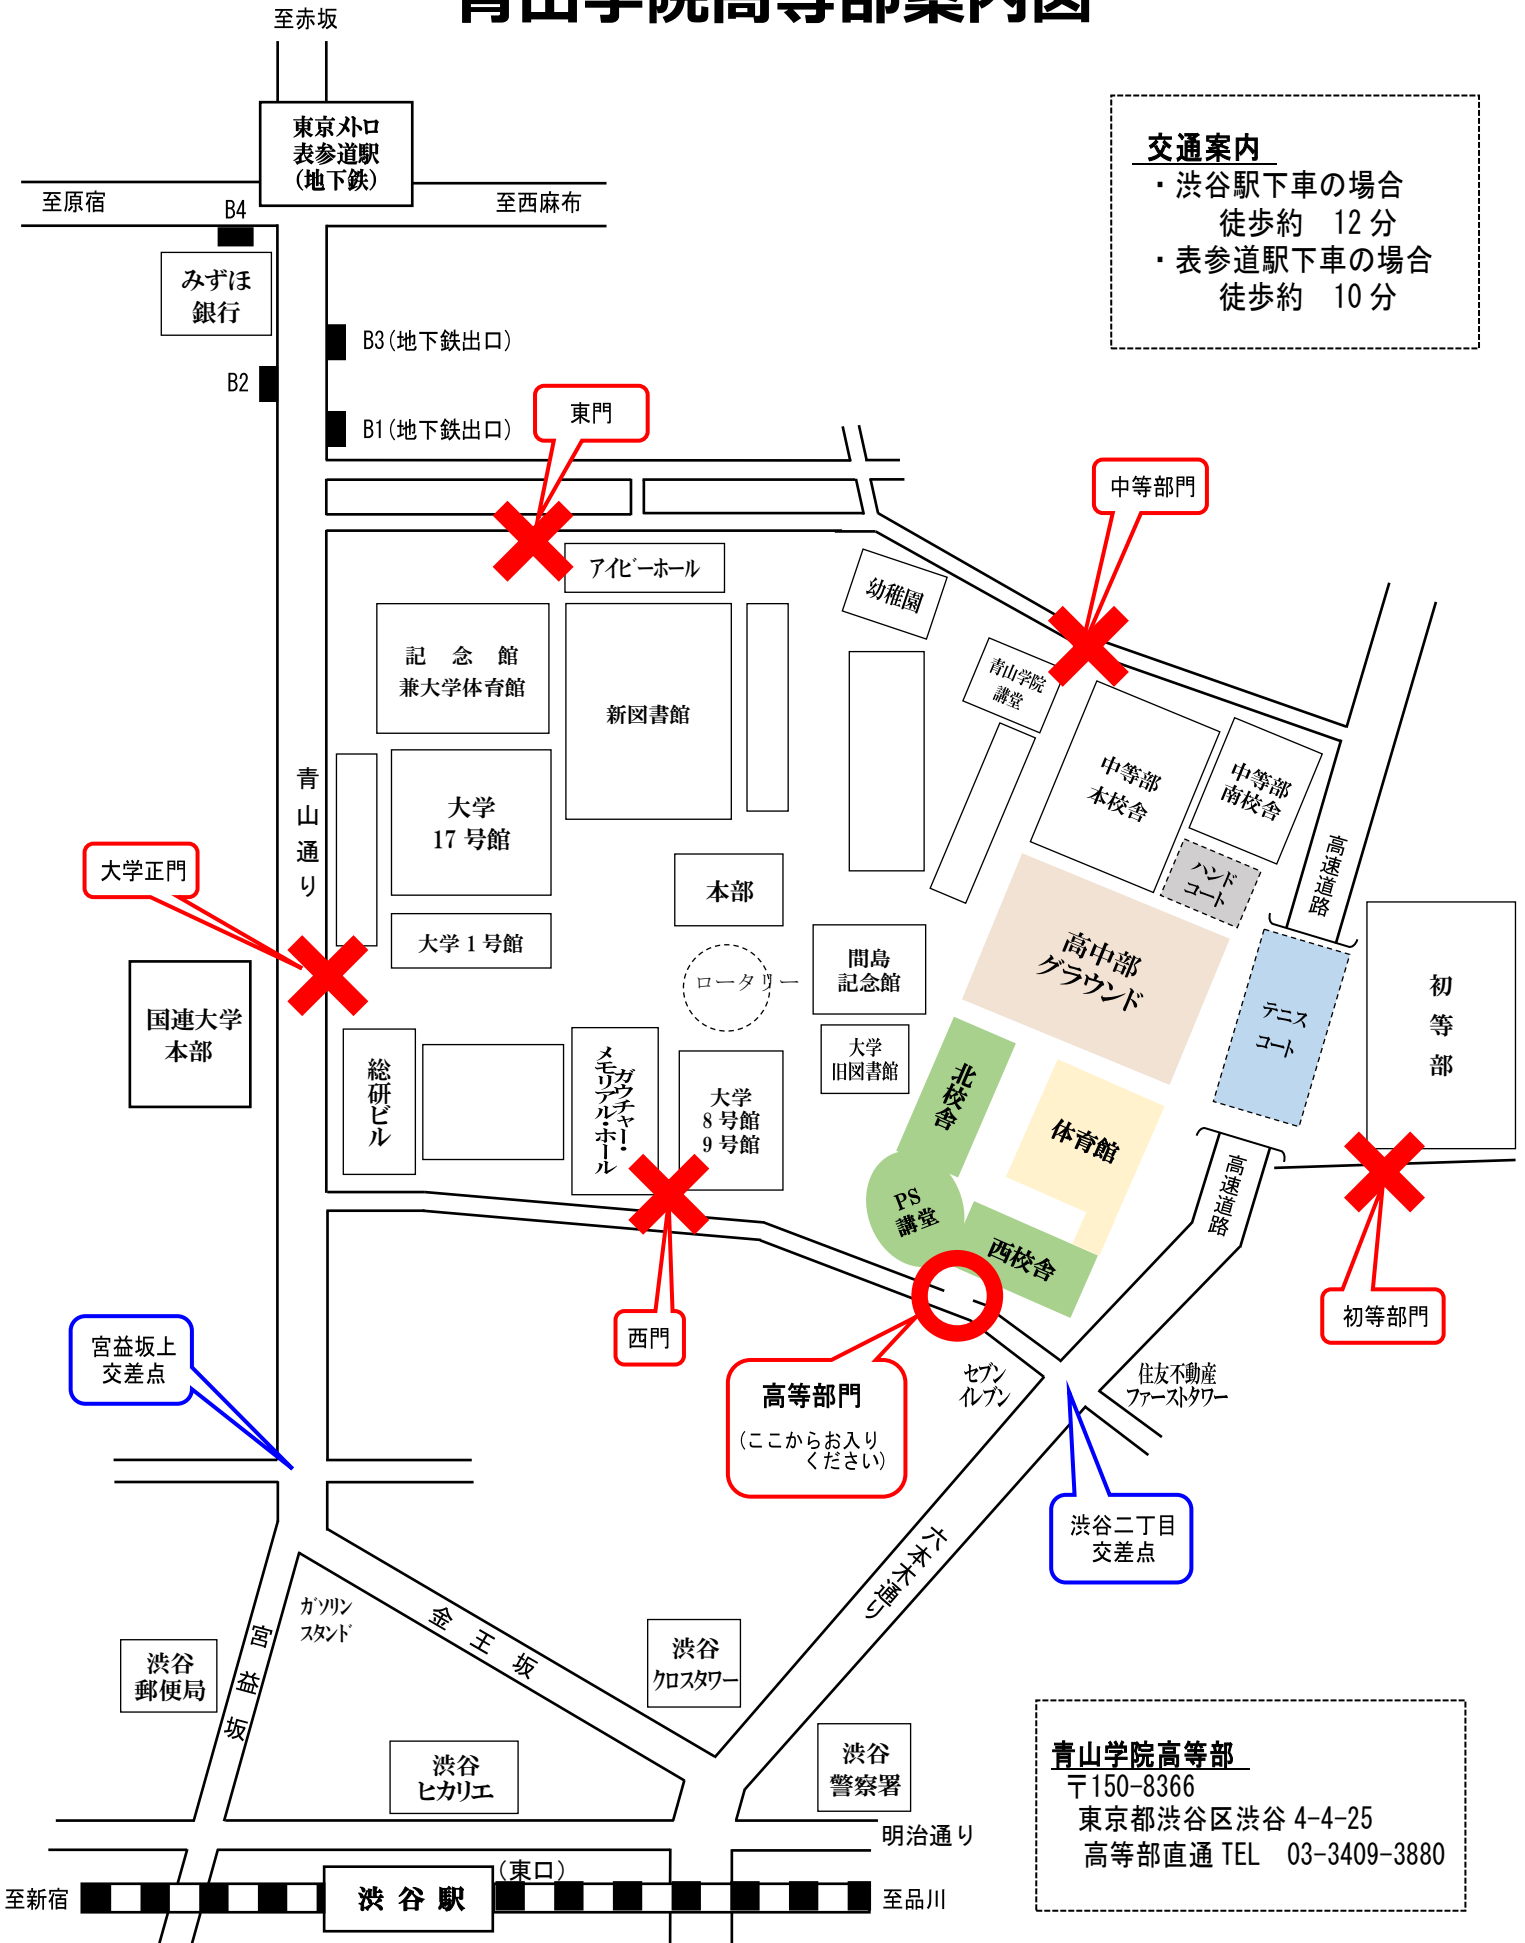 青山学院高等部案内図
至赤坂
東京メトロ
表参道駅
(地下鉄)
至原宿
至西麻布
B4
みずほ
銀行
B3(地下鉄出口)
B2
B1(地下鉄出口)
交通案内
・渋谷駅下車の場合
徒歩約 12分
・表参道駅下車の場合
徒歩約 10分
東門
中等部門
アイビーホール
幼稚園
記 念 館
兼大学体育館
新図書館
青山学院
講堂
中等部
本校舎
中等部
南校舎
青山通り
大学
17号館
高速道路
大学正門
本部
ハンド
コート
大学1号館
高中部
グラウンド
間島
記念館
ロータリー
初等部
テニス
コート
国連大学
本部
総研ビル
ガウチャー・
メモリアル・ホール
大学
8号館
9号館
大学
旧図書館
北校舎
体育館
高速道路
PS
講堂
西校舎
西門
初等部門
宮益坂上
交差点
高等部門
(ここからお入り
ください)
セブン
イレブン
住友不動産
ファーストタワー
渋谷二丁目
交差点
六本木通り
ガソリン
スタンド
金王坂
宮益坂
渋谷
郵便局
渋谷
クロスタワー
渋谷
ヒカリエ
渋谷
警察署
明治通り
青山学院高等部
〒150-8366
東京都渋谷区渋谷 4-4-25
高等部直通 TEL 03-3409-3880
(東口)
至新宿
渋谷駅
至品川